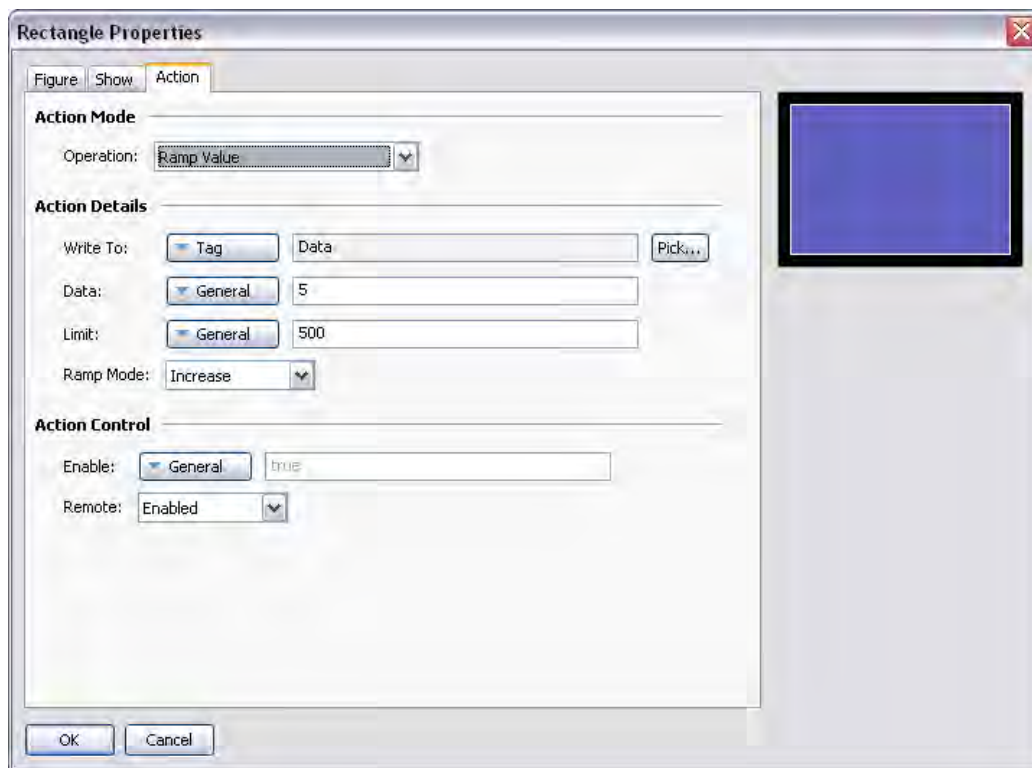 Rectangle Properties
Figure Show Action
Action Mode
Operation: Ramp Value
Action Details
Write To: Tag Data Pick...
Data: General 5
Limit: General 500
Ramp Mode: Increase
Action Control
Enable: General true
Remote: Enabled
OK Cancel